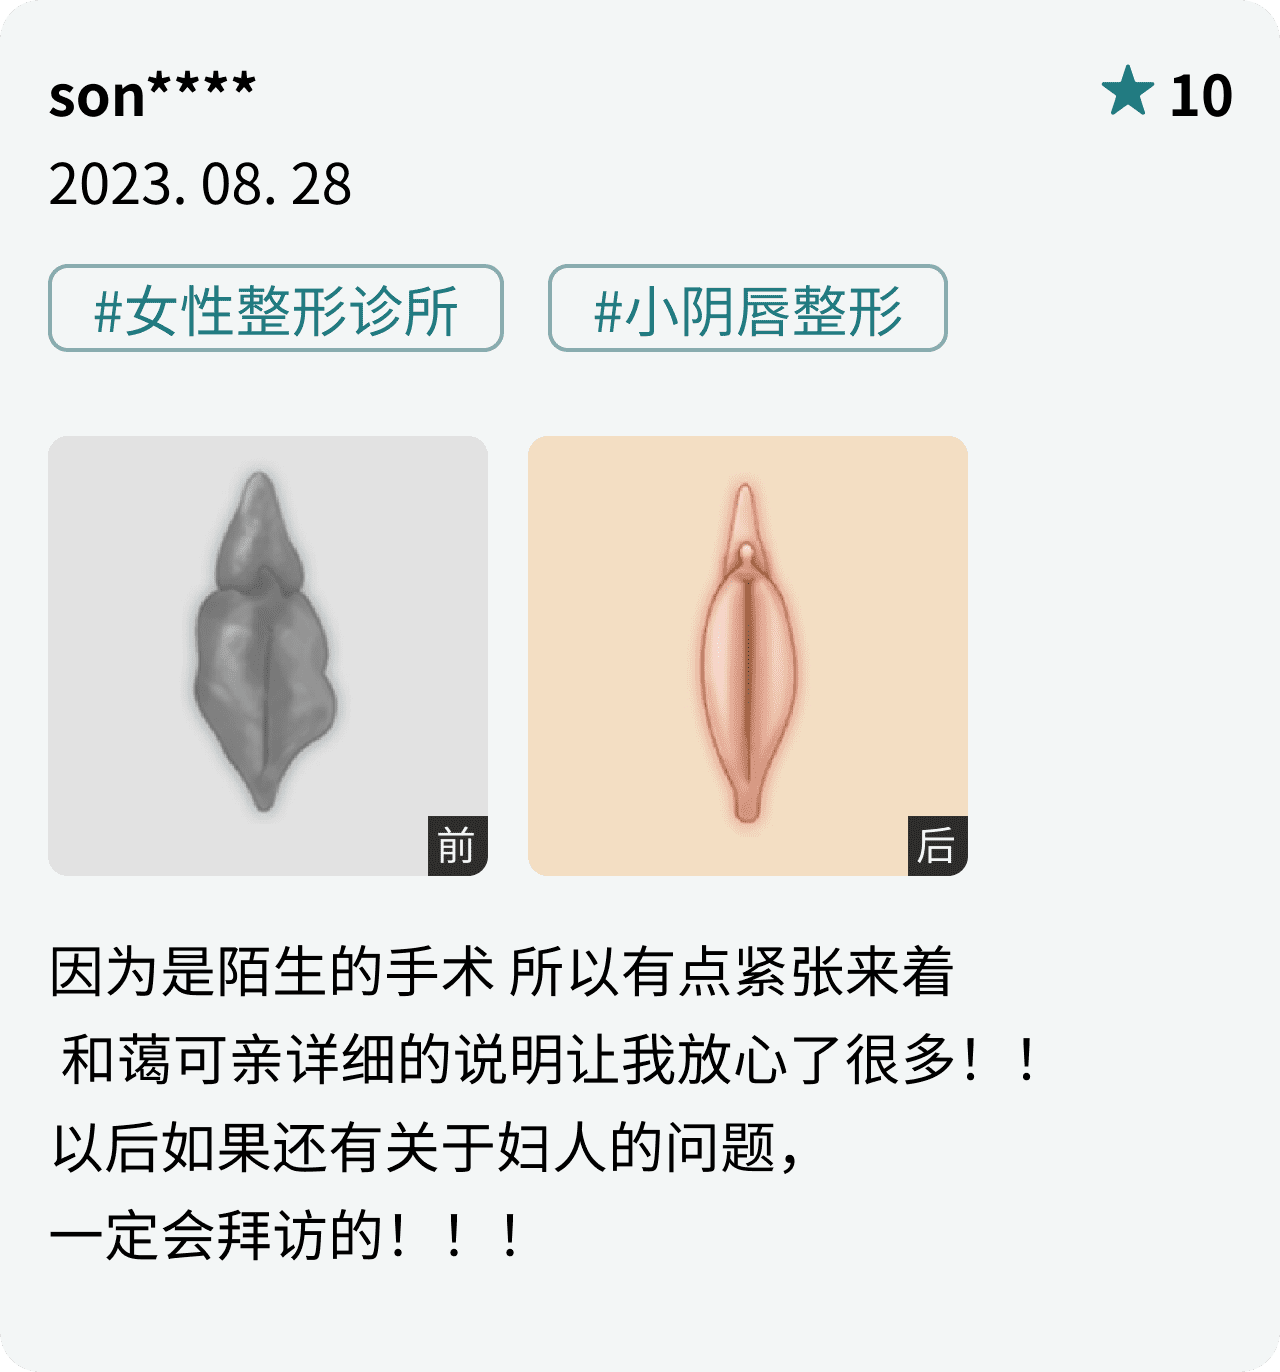 son****
★ 10
2023. 08. 28
#女性整形诊所
#小阴唇整形
前
后
因为是陌生的手术 所以有点紧张来着
和蔼可亲详细的说明让我放心了很多！！
以后如果还有关于妇人的问题，
一定会拜访的！！！